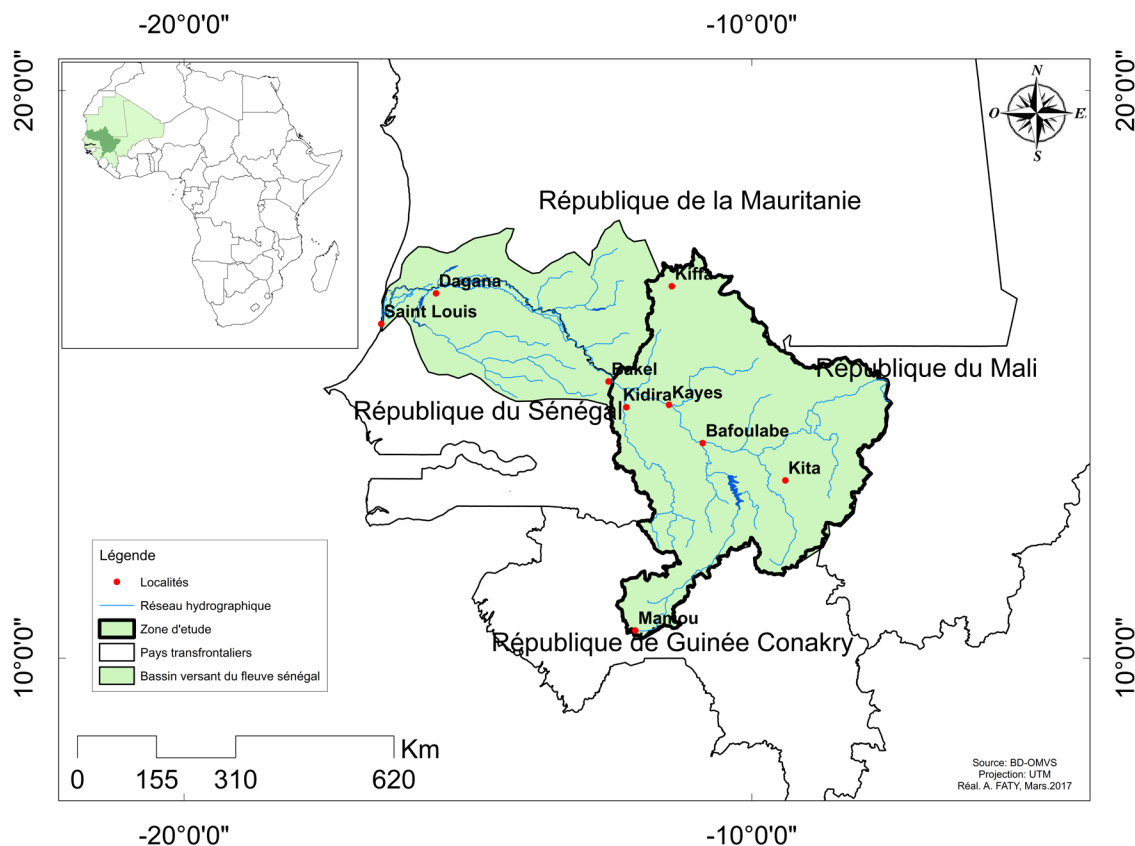 -20°0'0"
-10°0'0"
20°0'0"
20°0'0"
N
O
E
S
République de la Mauritanie
Kiffa
Dagana
Saint Louis
République du Mali
Bakel
Kidira
Kayes
République du Sénégal
Bafoulabe
Kita
Mamou
République de Guinée Conakry
Légende
Localités
Réseau hydrographique
Zone d'etude
Pays transfrontaliers
Bassin versant du fleuve sénégal
10°0'0"
10°0'0"
Km
0 155 310 620
Source: BD-OMVS
Projection: UTM
Réal. A. FATY, Mars.2017
-20°0'0"
-10°0'0"